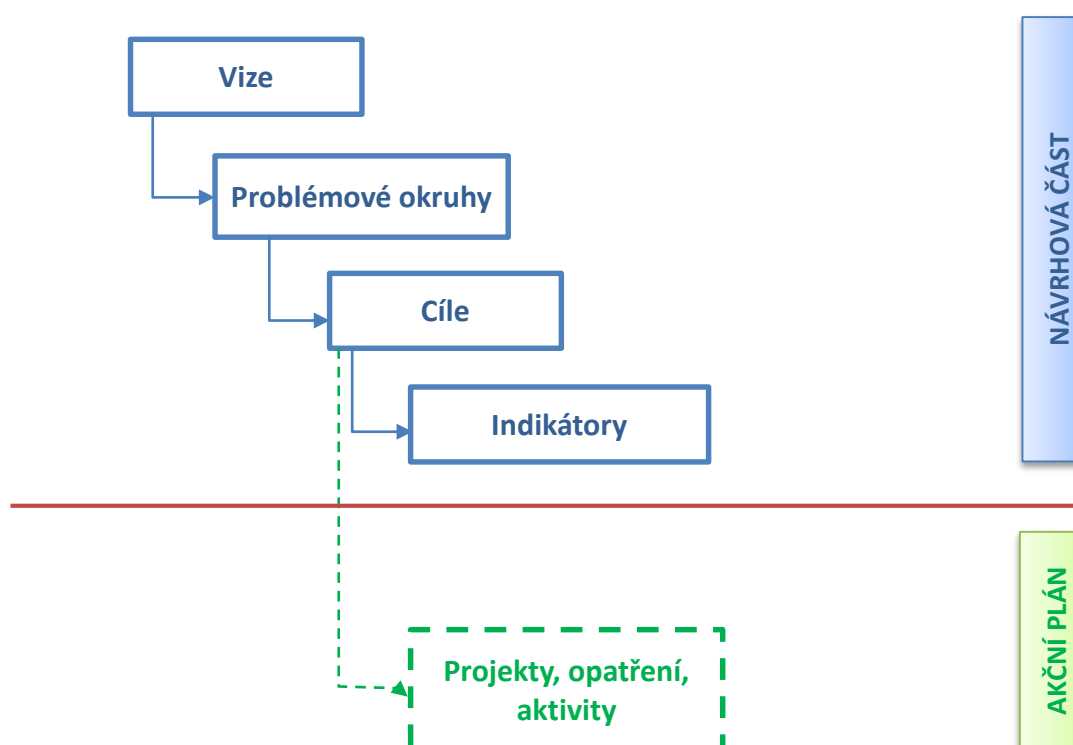 Vize
Problémové okruhy
Cíle
Indikátory
NÁVRHOVÁ ČÁST
Projekty, opatření,
aktivity
AKČNÍ PLÁN